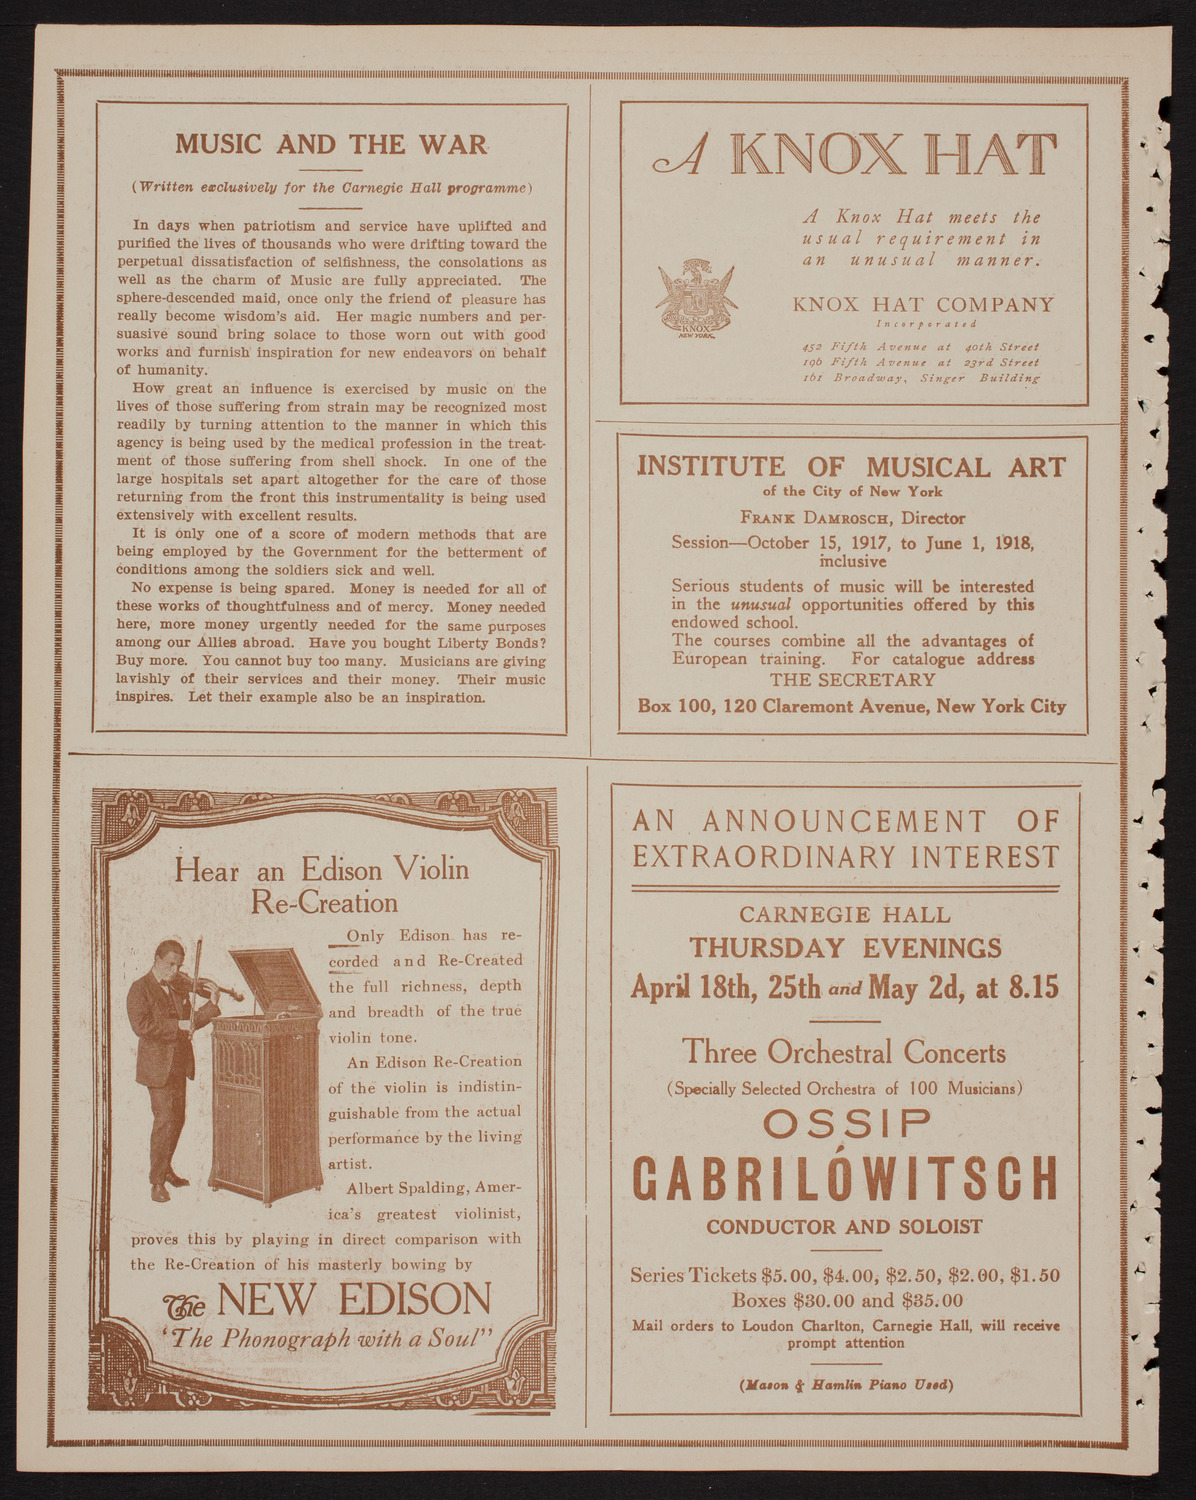 MUSIC AND THE WAR
(Written exclusively for the Carnegie Hall programme)
In days when patriotism and service have uplifted and
purified the lives of thousands who were drifting toward the
perpetual dissatisfaction of selfishness, the consolations as
well as the charm of Music are fully appreciated. The
sphere-descended maid, once only the friend of pleasure has
really become wisdom's aid. Her magic numbers and per-
suasive sound bring solace to those worn out with good
works and furnish inspiration for new endeavors on behalf
of humanity.
How great an influence is exercised by music on the
lives of those suffering from strain may be recognized most
readily by turning attention to the manner in which this
agency is being used by the medical profession in the treat-
ment of those suffering from shell shock. In one of the
large hospitals set apart altogether for the care of those
returning from the front this instrumentality is being used
extensively with excellent results.
It is only one of a score of modern methods that are
being employed by the Government for the betterment of
conditions among the soldiers sick and well.
No expense is being spared. Money is needed for all of
these works of thoughtfulness and of mercy. Money needed
here, more money urgently needed for the same purposes
among our Allies abroad. Have you bought Liberty Bonds?
Buy more. You cannot buy too many. Musicians are giving
lavishly of their services and their money. Their music
inspires. Let their example also be an inspiration.
A KNOX HAT
A Knox Hat meets the
usual requirement in
an unusual manner.
KNOX
NEW YORK.
KNOX HAT COMPANY
Incorporated
452 Fifth Avenue at 40th Street
196 Fifth Avenue at 23rd Street
161 Broadway, Singer Building
INSTITUTE OF MUSICAL ART
of the City of New York
FRANK DAMROSCH, Director
Session—October 15, 1917, to June 1, 1918,
inclusive
Serious students of music will be interested
in the unusual opportunities offered by this
endowed school.
The courses combine all the advantages of
European training. For catalogue address
THE SECRETARY
Box 100, 120 Claremont Avenue, New York City
Hear an Edison Violin
Re-Creation
Only Edison has re-
corded and Re-Created
the full richness, depth
and breadth of the true
violin tone.
An Edison Re-Creation
of the violin is indistin-
guishable from the actual
performance by the living
artist.
Albert Spalding, Amer-
ica's greatest violinist,
proves this by playing in direct comparison with
the Re-Creation of his masterly bowing by
The NEW EDISON
'The Phonograph with a Soul"
AN ANNOUNCEMENT OF
EXTRAORDINARY INTEREST
CARNEGIE HALL
THURSDAY EVENINGS
April 18th, 25th and May 2d, at 8.15
Three Orchestral Concerts
(Specially Selected Orchestra of 100 Musicians)
OSSIP
GABRILÓWITSCH
CONDUCTOR AND SOLOIST
Series Tickets $5.00, $4.00, $2.50, $2.00, $1.50
Boxes $30.00 and $35.00
Mail orders to Loudon Charlton, Carnegie Hall, will receive
prompt attention
(Mason & Hamlin Piano Used)